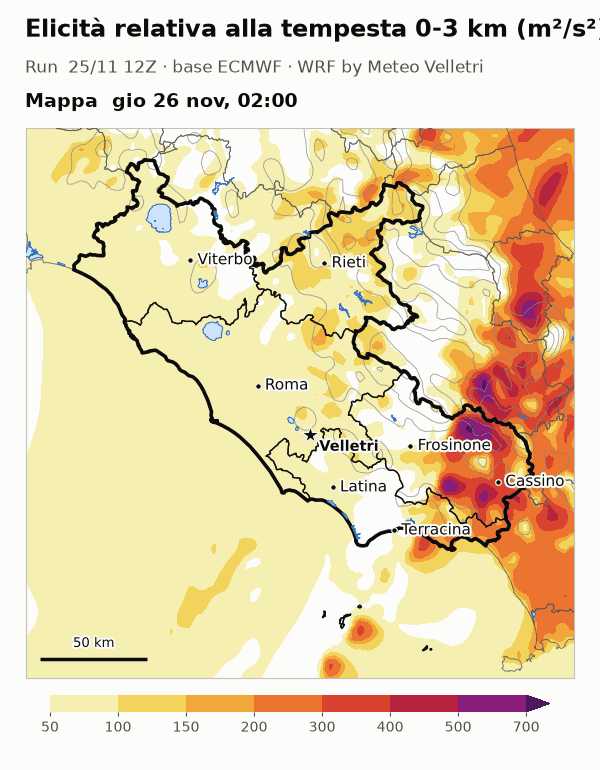 Elicità relativa alla tempesta 0-3 km (m²/s²)
Run 25/11 12Z · base ECMWF · WRF by Meteo Velletri
Mappa gio 26 nov, 02:00
Viterbo
Rieti
Roma
Velletri
Frosinone
Latina
Cassino
Terracina
50 km
50 100 150 200 300 400 500 700